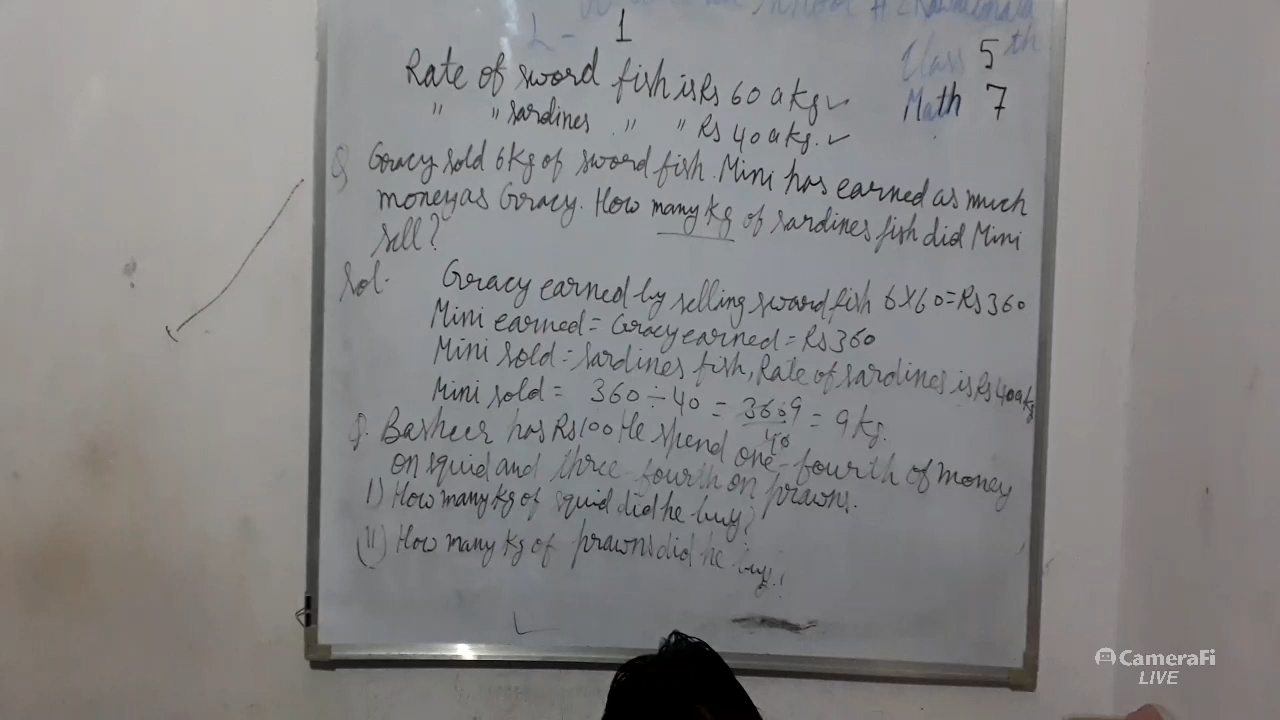 L - 1
Class 5th
Math 7
Rate of sword fish is Rs 60 a kg ✓
" " sardines " " Rs 40 a kg. ✓
Q Gracy sold 6 kg of sword fish. Mini has earned as much
money as Gracy. How many kg of sardines fish did Mini
sell?
Sol. Gracy earned by selling sword fish 6X60=Rs 360
Mini earned = Gracy earned = Rs 360
Mini sold = sardines fish, Rate of sardines is Rs 40 a kg
Mini sold = 360 ÷ 40 = 360 9 / 40 = 9 kg.
Q. Basheer has Rs 100 He spend one-fourth of money
on squid and three-fourth on prawns.
I) How many kg of squid did he buy?
(II) How many kg of prawns did he buy?
CameraFi
LIVE